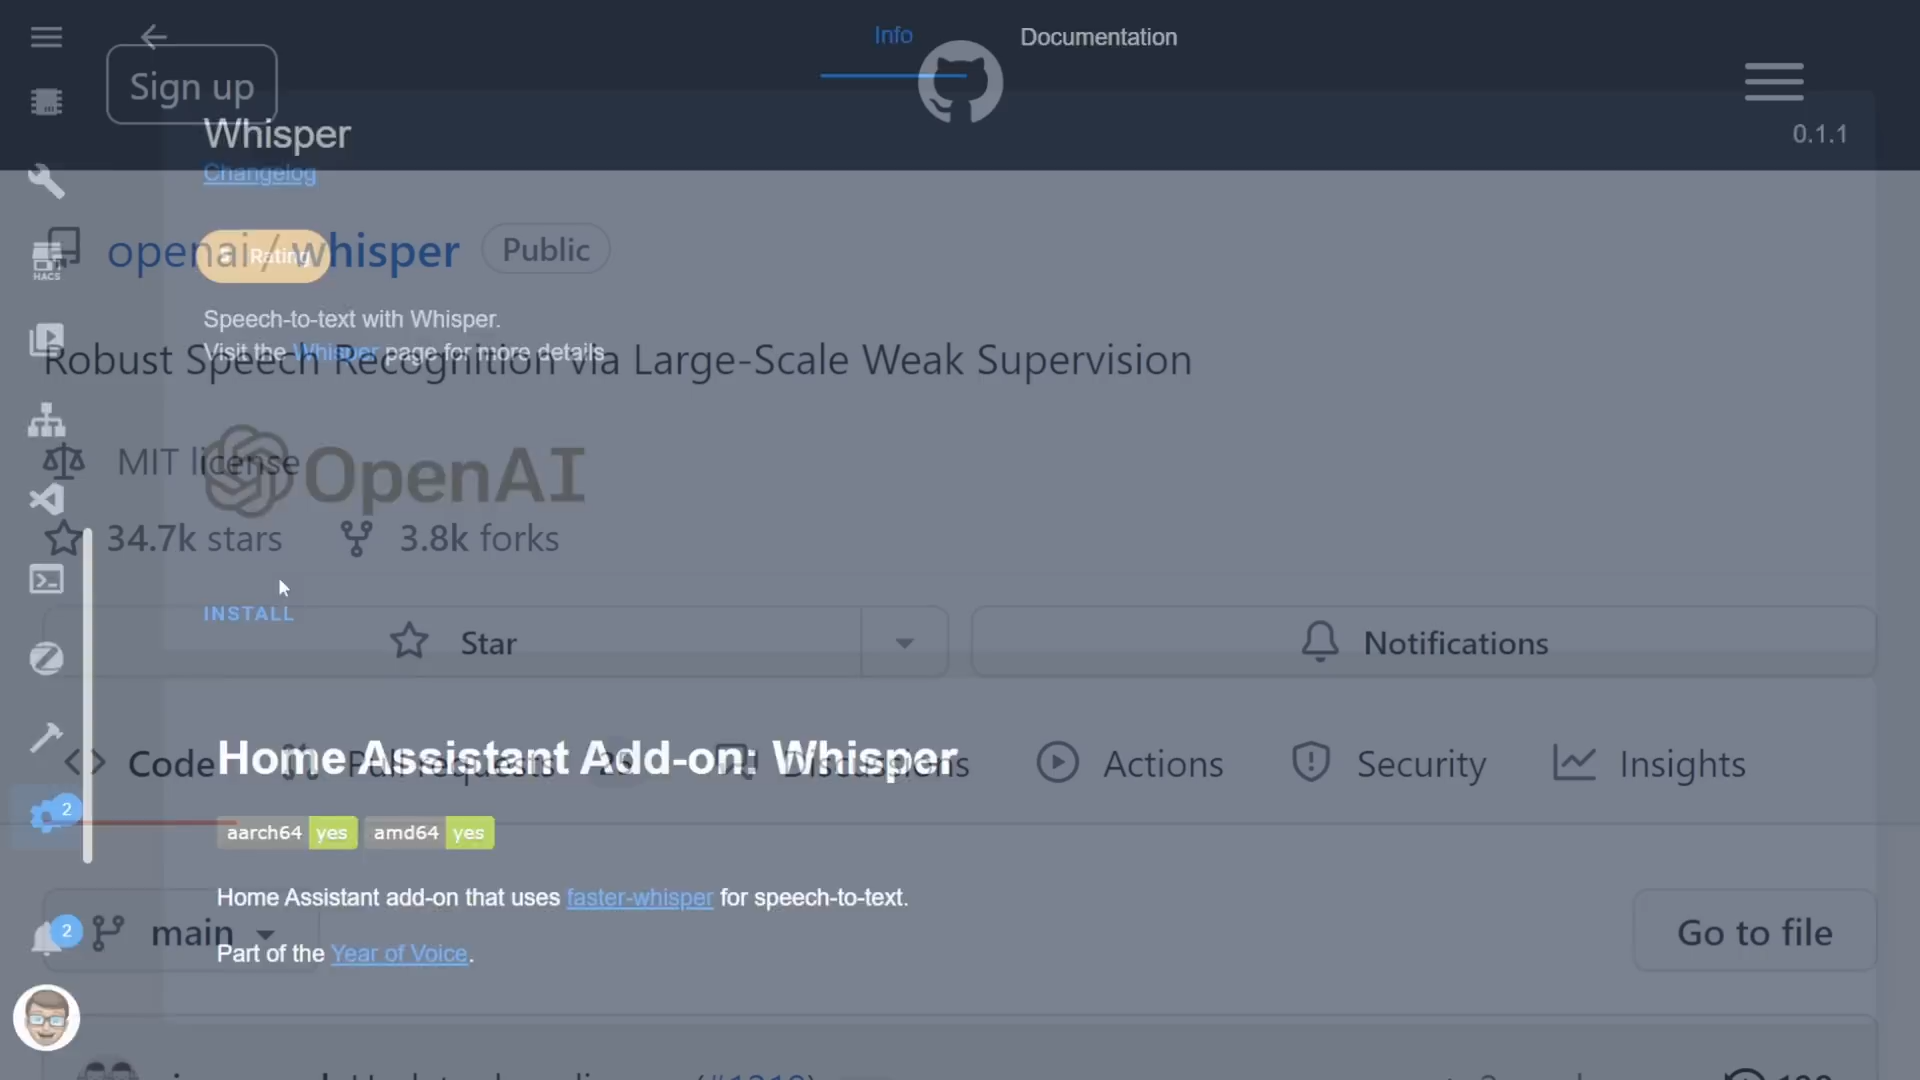 Info
Documentation
Sign up
Whisper
0.1.1
Changelog
HACS
openai / whisper
Public
Rating
Speech-to-text with Whisper.
Visit the Whisper page for more details
Robust Speech Recognition via Large-Scale Weak Supervision
MIT license
OpenAI
34.7k stars
3.8k forks
INSTALL
Star
Notifications
Code
Pull requests
Discussions
Actions
Security
Insights
Home Assistant Add-on: Whisper
2
aarch64 yes
amd64 yes
Home Assistant add-on that uses faster-whisper for speech-to-text.
2
main
Go to file
Part of the Year of Voice.